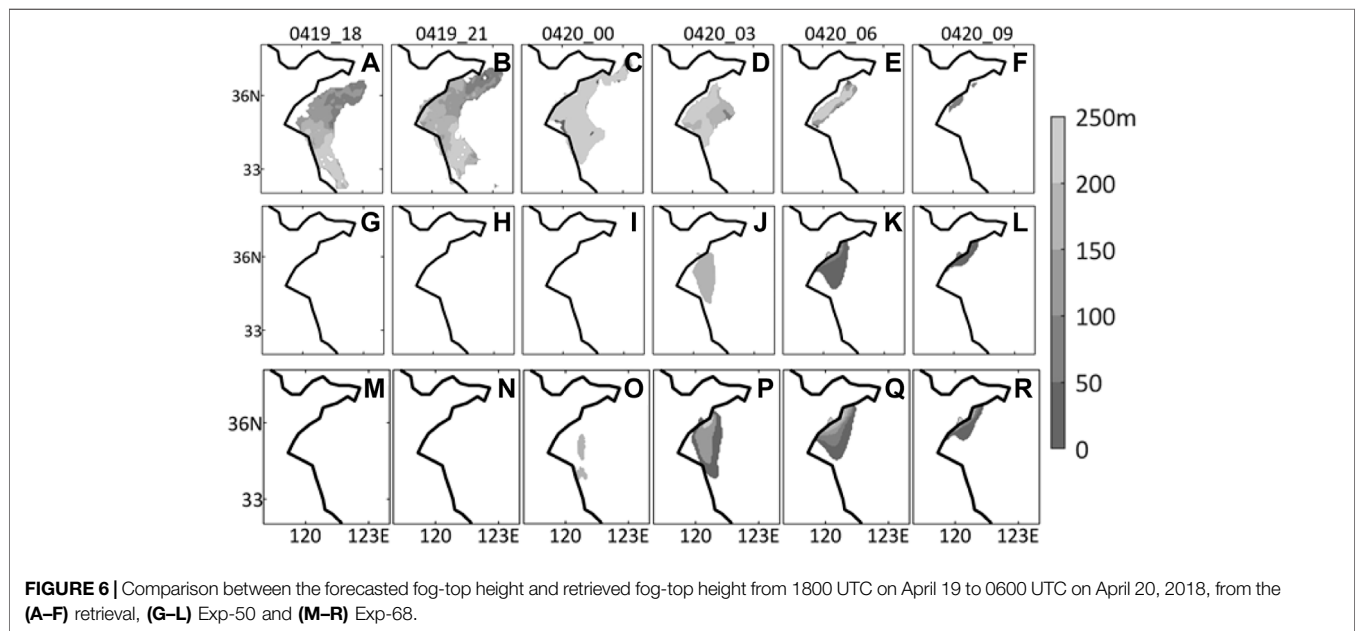 0419_18 0419_21 0420_00 0420_03 0420_06 0420_09
A B C D E F
36N
33
G H I J K L
36N
33
M N O P Q R
36N
33
120 123E 120 123E 120 123E 120 123E 120 123E 120 123E
250m
200
150
100
50
0
FIGURE 6 | Comparison between the forecasted fog-top height and retrieved fog-top height from 1800 UTC on April 19 to 0600 UTC on April 20, 2018, from the
(A–F) retrieval, (G–L) Exp-50 and (M–R) Exp-68.